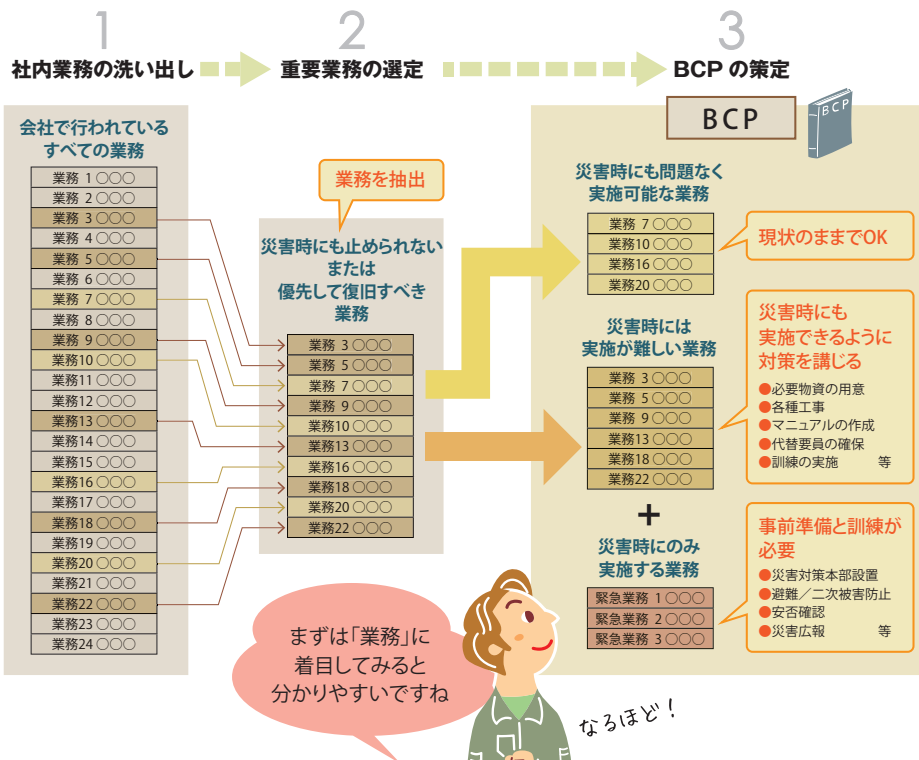 1
社内業務の洗い出し
2
重要業務の選定
3
BCP の策定
会社で行われている
すべての業務
業務 1 ○○○
業務 2 ○○○
業務 3 ○○○
業務 4 ○○○
業務 5 ○○○
業務 6 ○○○
業務 7 ○○○
業務 8 ○○○
業務 9 ○○○
業務10 ○○○
業務11 ○○○
業務12 ○○○
業務13 ○○○
業務14 ○○○
業務15 ○○○
業務16 ○○○
業務17 ○○○
業務18 ○○○
業務19 ○○○
業務20 ○○○
業務21 ○○○
業務22 ○○○
業務23 ○○○
業務24 ○○○
業務を抽出
災害時にも止められない
または
優先して復旧すべき
業務
業務 3 ○○○
業務 5 ○○○
業務 7 ○○○
業務 9 ○○○
業務10 ○○○
業務13 ○○○
業務16 ○○○
業務18 ○○○
業務20 ○○○
業務22 ○○○
BCP
BCP
災害時にも問題なく
実施可能な業務
業務 7 ○○○
業務10 ○○○
業務16 ○○○
業務20 ○○○
現状のままでOK
災害時には
実施が難しい業務
業務 3 ○○○
業務 5 ○○○
業務 9 ○○○
業務13 ○○○
業務18 ○○○
業務22 ○○○
災害時にも
実施できるように
対策を講じる
●必要物資の用意
●各種工事
●マニュアルの作成
●代替要員の確保
●訓練の実施 等
+
災害時にのみ
実施する業務
緊急業務 1 ○○○
緊急業務 2 ○○○
緊急業務 3 ○○○
事前準備と訓練が
必要
●災害対策本部設置
●避難／二次被害防止
●安否確認
●災害広報 等
まずは「業務」に
着目してみると
分かりやすいですね
なるほど！